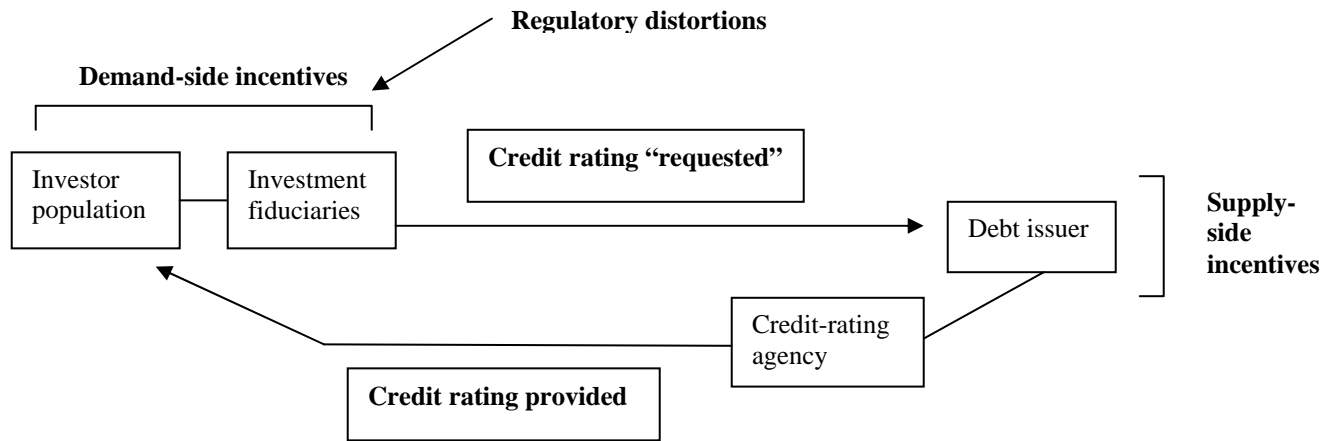 Regulatory distortions
Demand-side incentives
Credit rating “requested”
Investor
population
Investment
fiduciaries
Debt issuer
Supply-
side
incentives
Credit-rating
agency
Credit rating provided